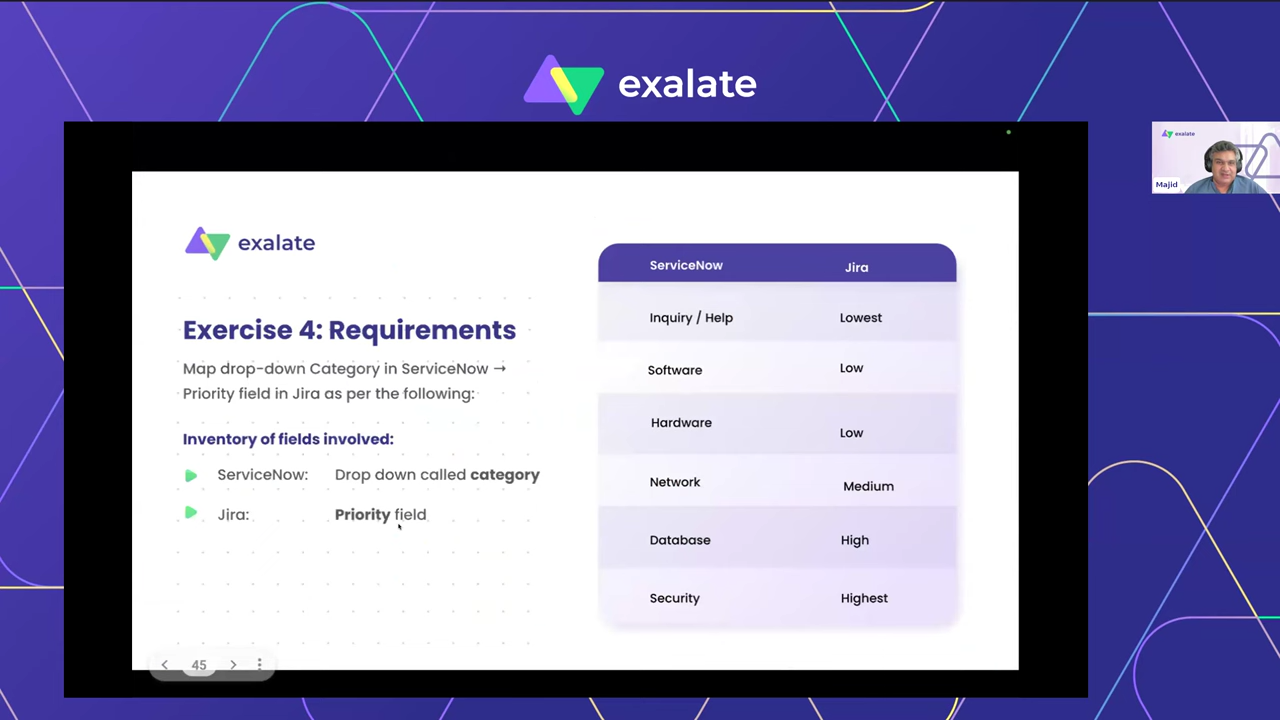 exalate
exalate
Majid
exalate
Exercise 4: Requirements
Map drop-down Category in ServiceNow →
Priority field in Jira as per the following:
Inventory of fields involved:
ServiceNow: Drop down called category
Jira: Priority field
ServiceNow Jira
Inquiry / Help Lowest
Software Low
Hardware Low
Network Medium
Database High
Security Highest
45